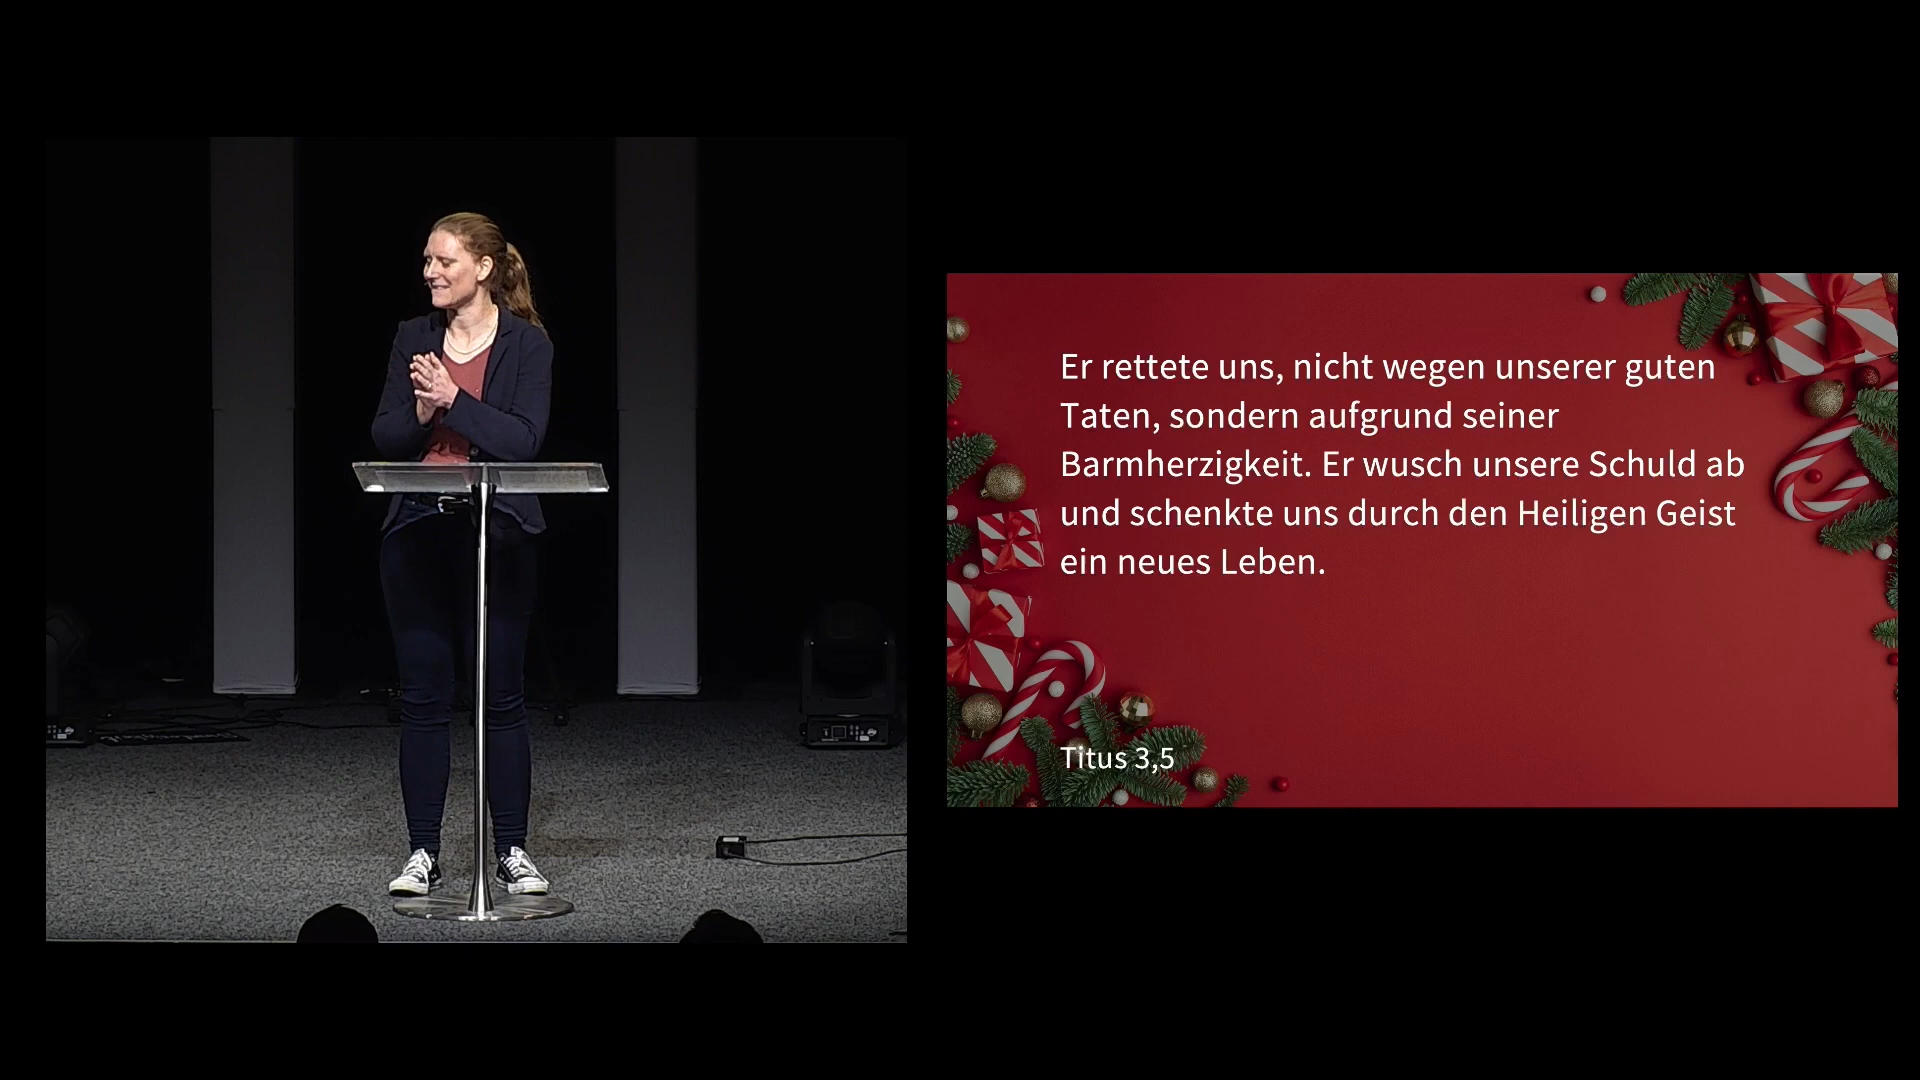 Er rettete uns, nicht wegen unserer guten
Taten, sondern aufgrund seiner
Barmherzigkeit. Er wusch unsere Schuld ab
und schenkte uns durch den Heiligen Geist
ein neues Leben.
Titus 3,5